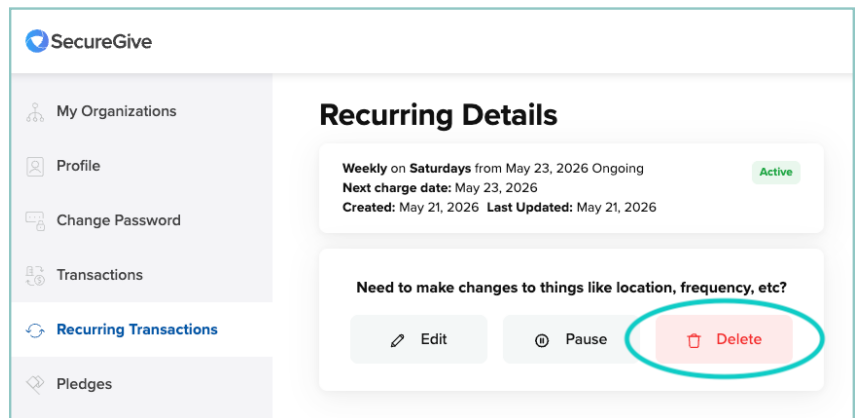 SecureGive
My Organizations
Profile
Change Password
Transactions
Recurring Transactions
Pledges
Recurring Details
Weekly on Saturdays from May 23, 2026 Ongoing
Active
Next charge date: May 23, 2026
Created: May 21, 2026 Last Updated: May 21, 2026
Need to make changes to things like location, frequency, etc?
Edit
Pause
Delete